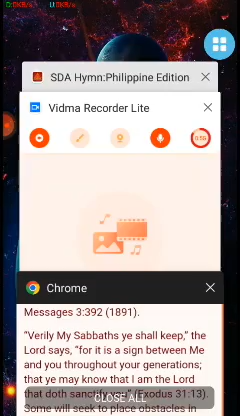 D:0KB/s U:0KB/s
SDA Hymn:Philippine Edition
Vidma Recorder Lite
Chrome
Messages 3:392 (1891).
“Verily My Sabbaths ye shall keep,” the
Lord says, “for it is a sign between Me
and you throughout your generations;
that ye may know that I am the Lord
that doth sanctify you” (Exodus 31:13).
CLOSE ALL
Some will seek to place obstacles in